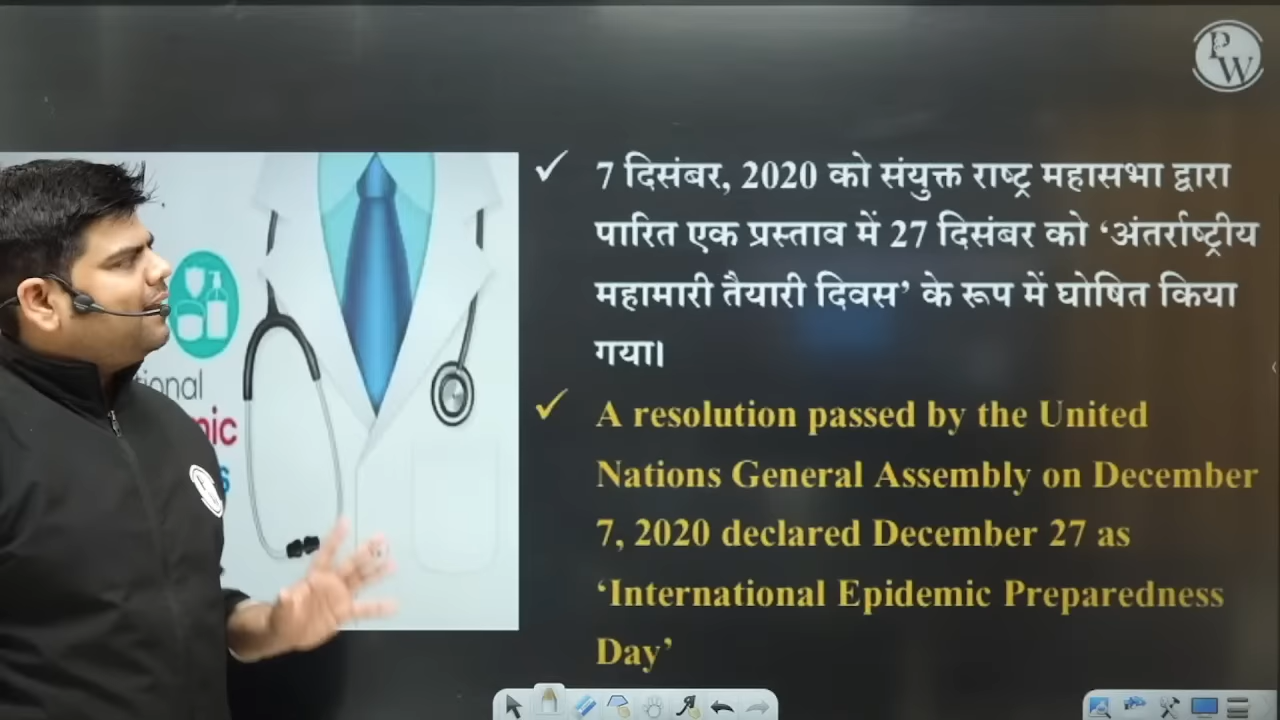 PW
7 दिसंबर, 2020 को संयुक्त राष्ट्र महासभा द्वारा
पारित एक प्रस्ताव में 27 दिसंबर को ‘अंतर्राष्ट्रीय
महामारी तैयारी दिवस’ के रूप में घोषित किया
गया।
A resolution passed by the United
Nations General Assembly on December
7, 2020 declared December 27 as
‘International Epidemic Preparedness
Day’